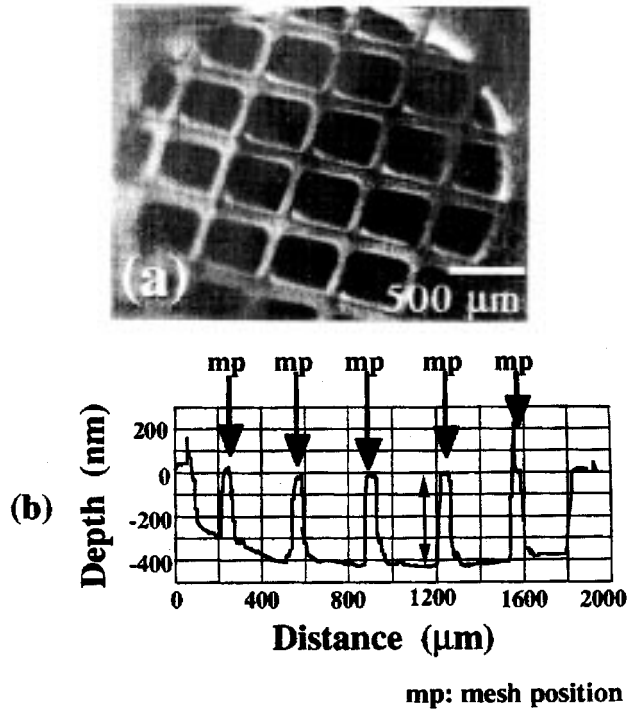 (a)
500 μm
mp mp mp mp mp
(b)
Depth (nm)
200
0
-200
-400
0 400 800 1200 1600 2000
Distance (μm)
mp: mesh position